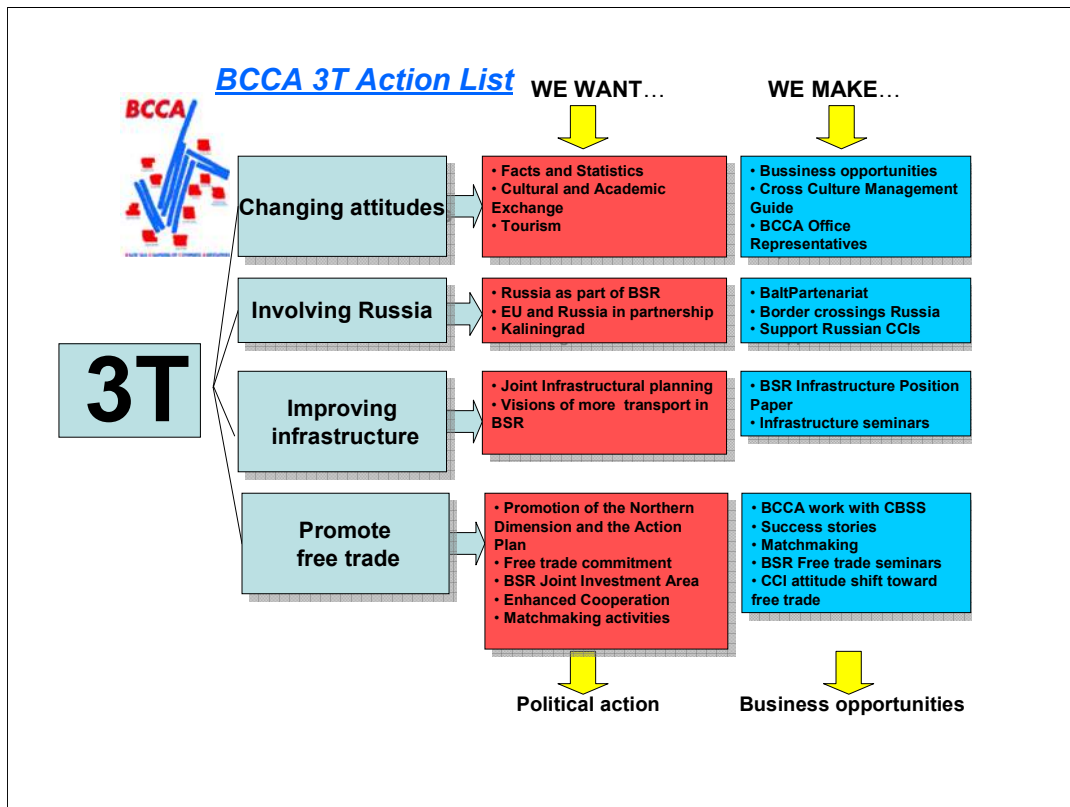 BCCA 3T Action List
WE WANT…
WE MAKE…
BCCA
Changing attitudes
• Facts and Statistics
• Cultural and Academic
Exchange
• Tourism
• Bussiness opportunities
• Cross Culture Management
Guide
• BCCA Office
Representatives
Involving Russia
• Russia as part of BSR
• EU and Russia in partnership
• Kaliningrad
• BaltPartenariat
• Border crossings Russia
• Support Russian CCIs
3T
Improving
infrastructure
• Joint Infrastructural planning
• Visions of more  transport in
BSR
• BSR Infrastructure Position
Paper
• Infrastructure seminars
Promote
free trade
• Promotion of the Northern
Dimension and the Action
Plan
• Free trade commitment
• BSR Joint Investment Area
• Enhanced Cooperation
• Matchmaking activities
• BCCA work with CBSS
• Success stories
• Matchmaking
• BSR Free trade seminars
• CCI attitude shift toward
free trade
Political action
Business opportunities